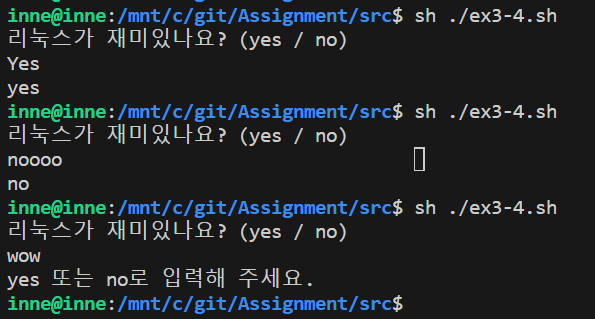 inne@inne:/mnt/c/git/Assignment/src$ sh ./ex3-4.sh
리눅스가 재미있나요? (yes / no)
Yes
yes
inne@inne:/mnt/c/git/Assignment/src$ sh ./ex3-4.sh
리눅스가 재미있나요? (yes / no)
noooo
no
inne@inne:/mnt/c/git/Assignment/src$ sh ./ex3-4.sh
리눅스가 재미있나요? (yes / no)
wow
yes 또는 no로 입력해 주세요.
inne@inne:/mnt/c/git/Assignment/src$